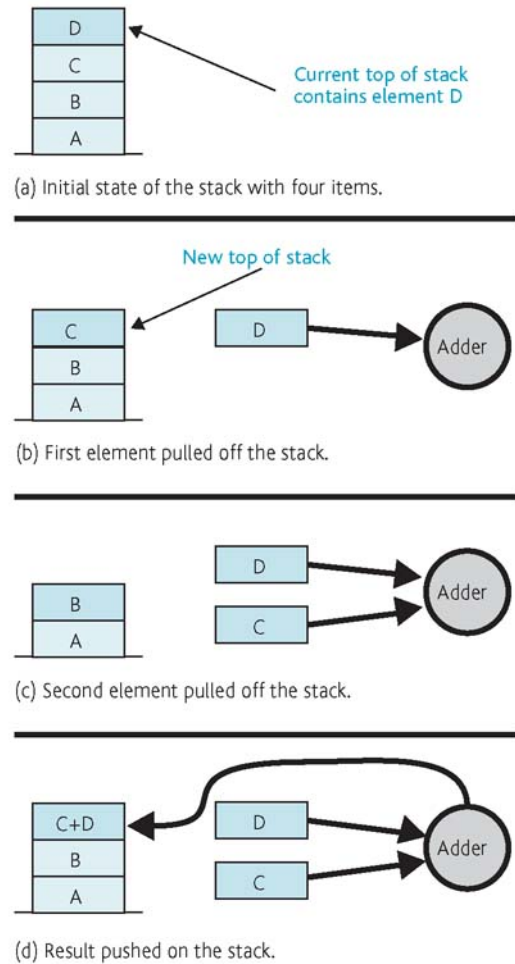 D
C
B
A
Current top of stack
contains element D
(a) Initial state of the stack with four items.
New top of stack
C
B
A
D
Adder
(b) First element pulled off the stack.
B
A
D
C
Adder
(c) Second element pulled off the stack.
C+D
B
A
D
C
Adder
(d) Result pushed on the stack.